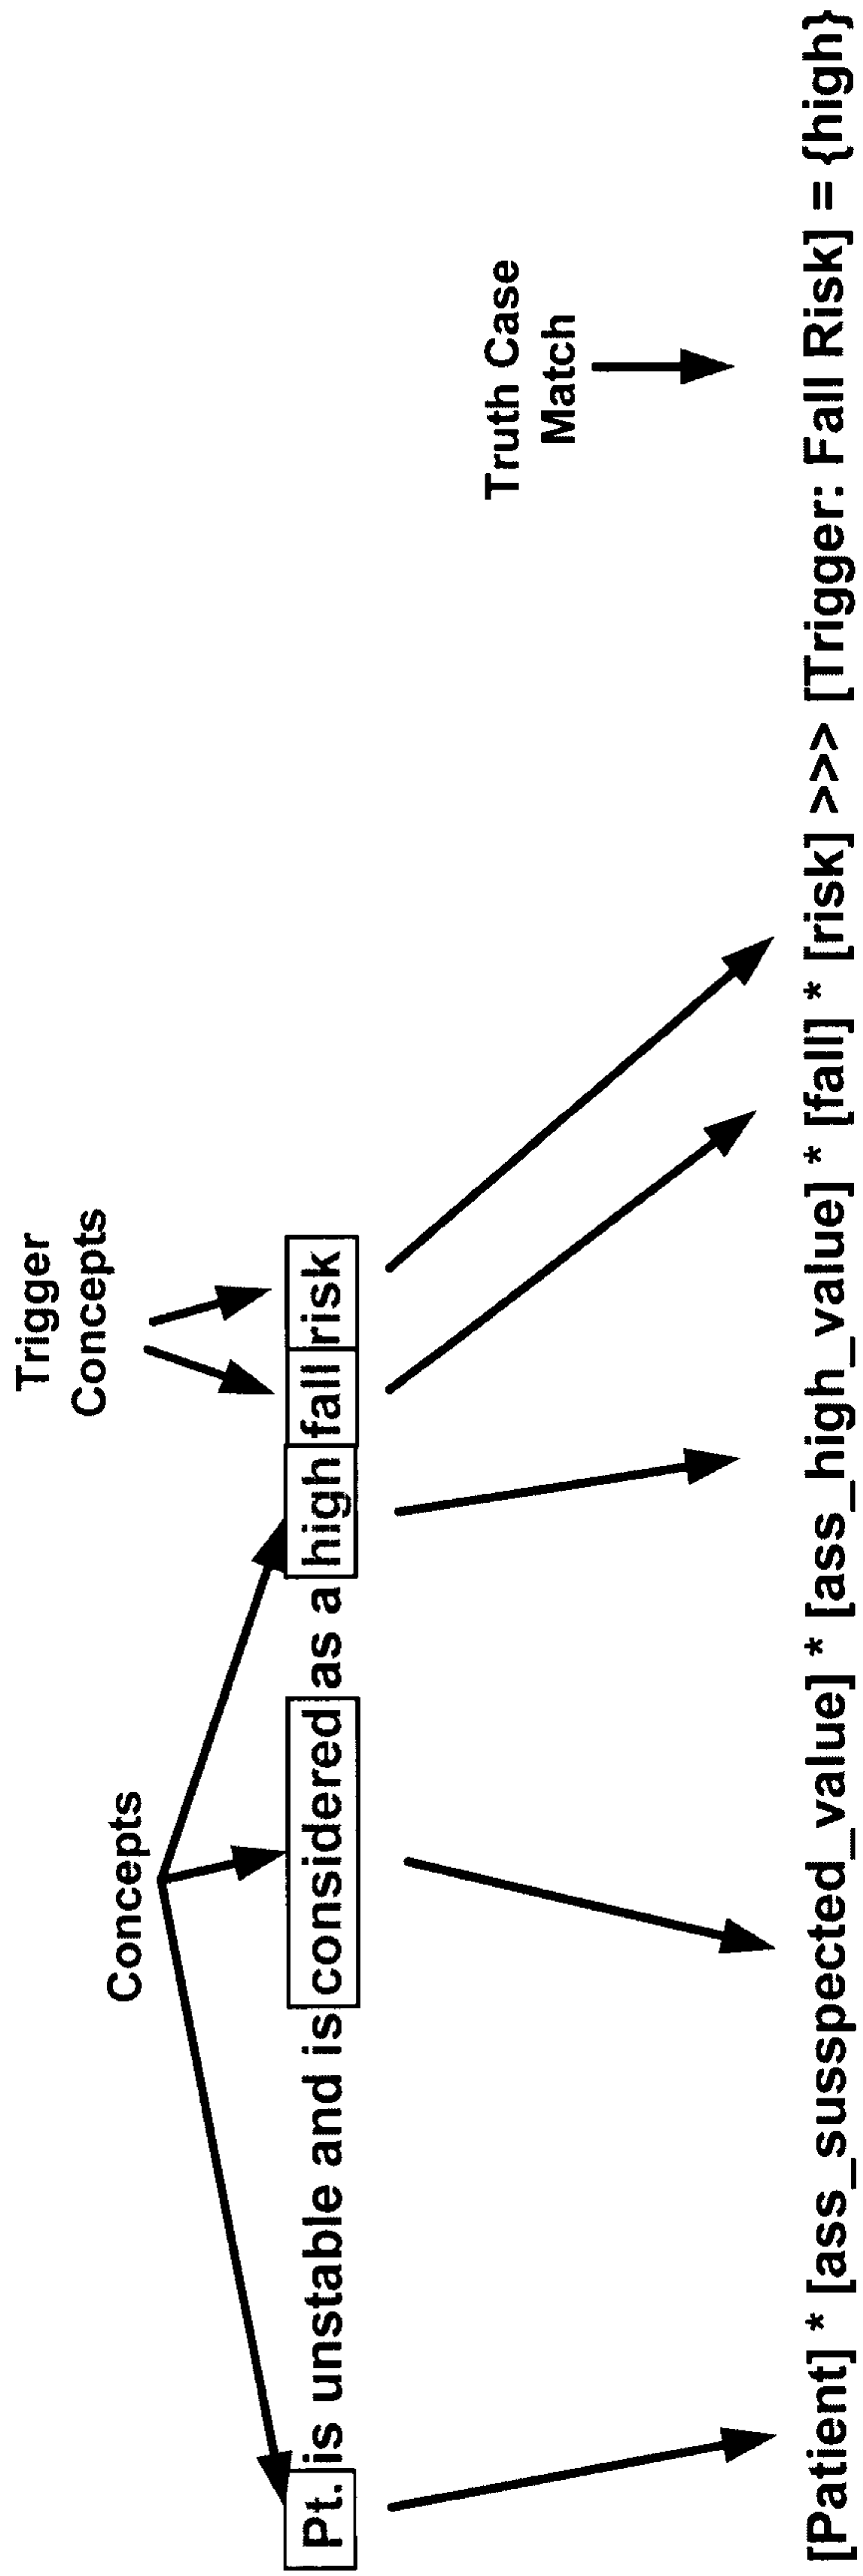 Trigger
Concepts
Concepts
Pt. is unstable and is considered as a high fall risk
Truth Case
Match
[Patient] * [ass_susspected_value] * [ass_high_value] * [fall] * [risk] >>> [Trigger: Fall Risk] = {high}